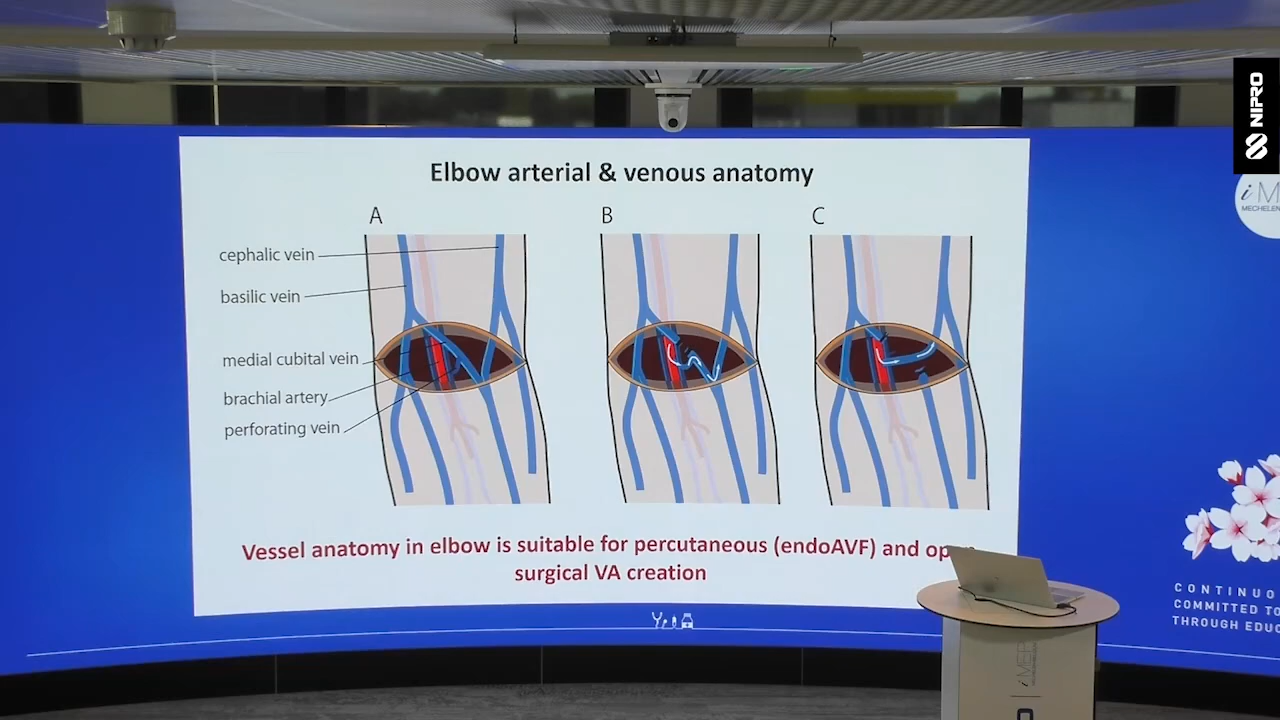 NIPRO
i M
MECHELEN
Elbow arterial & venous anatomy
A
B
C
cephalic vein
basilic vein
medial cubital vein
brachial artery
perforating vein
Vessel anatomy in elbow is suitable for percutaneous (endoAVF) and op
surgical VA creation
CONTINUO
COMMITTED TO
THROUGH EDUC